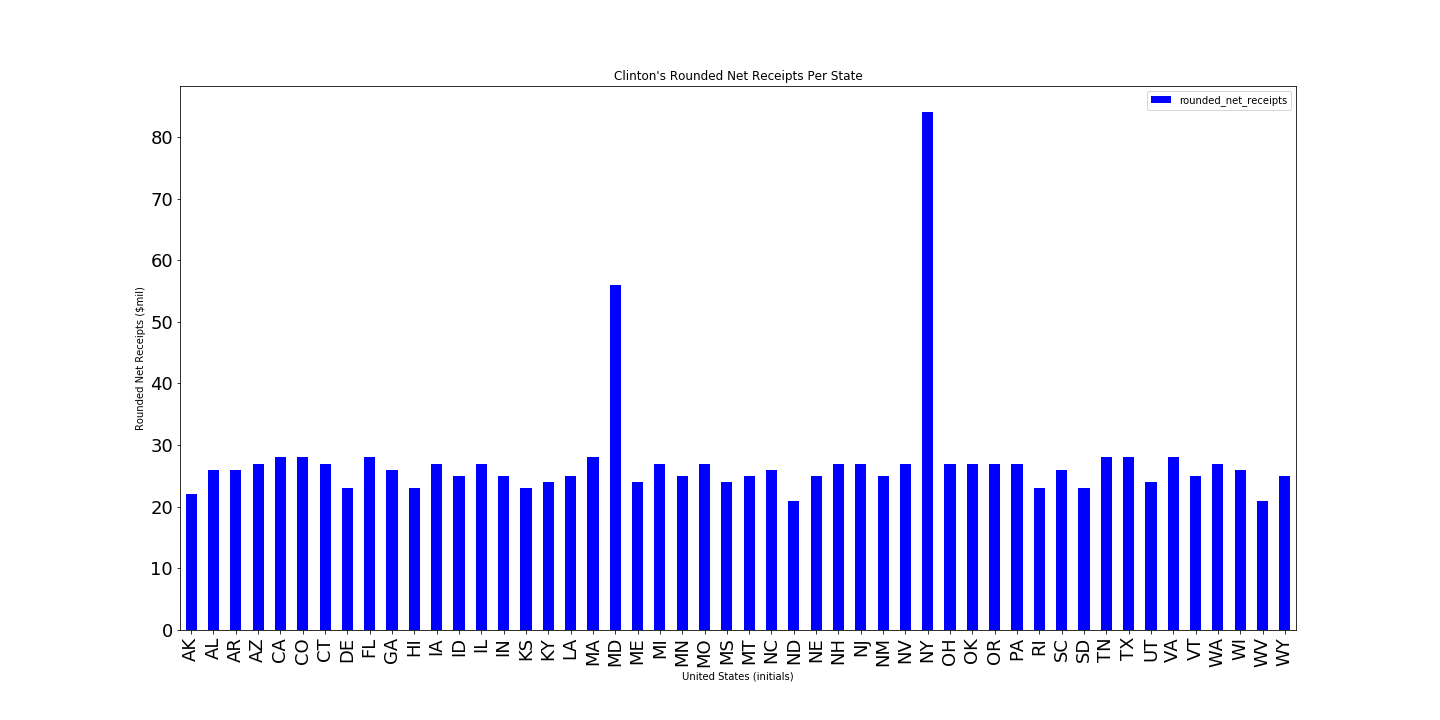 Clinton's Rounded Net Receipts Per State
rounded_net_receipts
Rounded Net Receipts ($mil)
80
70
60
50
40
30
20
10
0
AK AL AR AZ CA CO CT DE FL GA HI IA ID IL IN KS KY LA MA MD ME MI MN MO MS MT NC ND NE NH NJ NM NV NY OH OK OR PA RI SC SD TN TX UT VA VT WA WI WV WY
United States (initials)